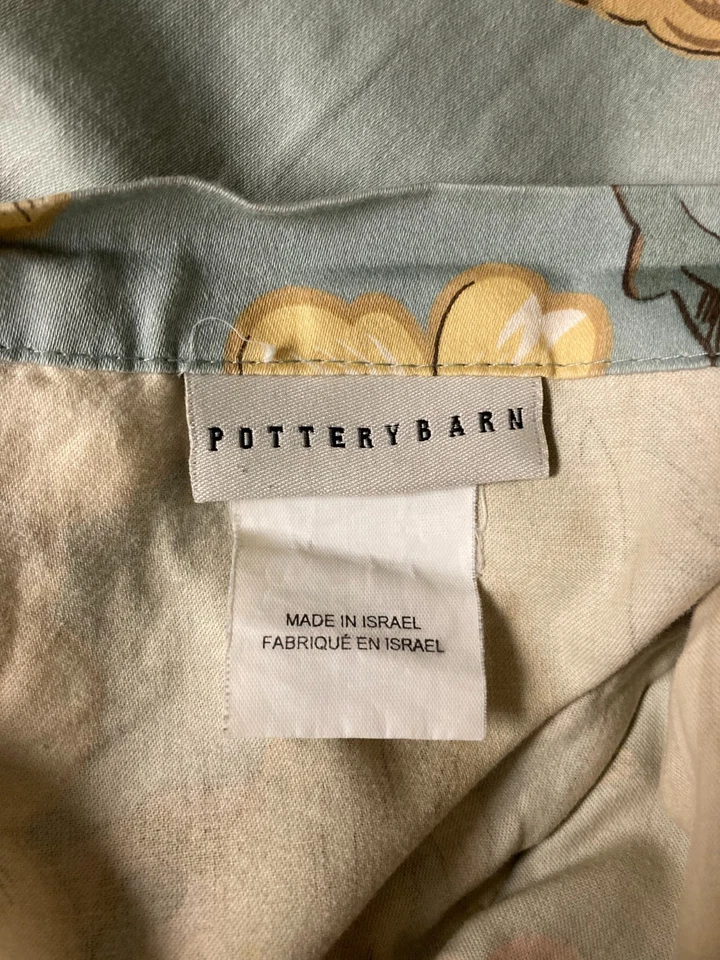 POTTERYBARN
MADE IN ISRAEL
FABRIQUÉ EN ISRAEL